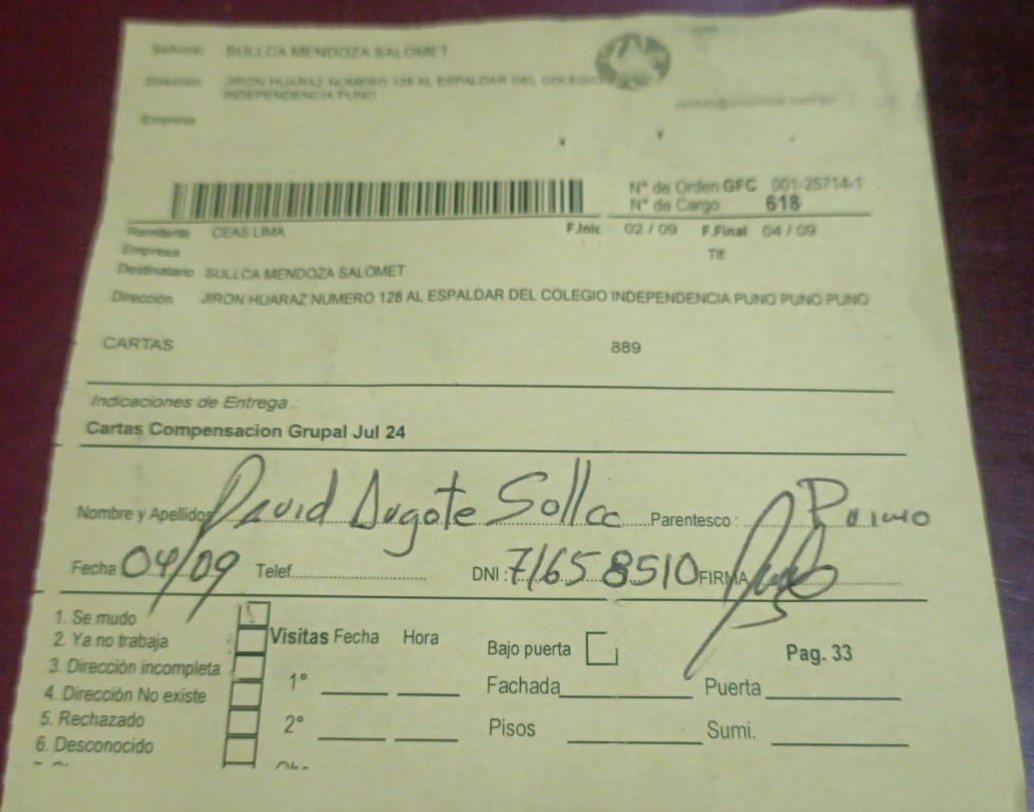 Señores SULLCA MENDOZA SALOMET
Dirección JIRON HUARAZ NUMERO 128 AL ESPALDAR DEL COLEGIO
INDEPENDENCIA PUNO
Empresa
Nº de Orden GFC 001-25714-1
Nº de Cargo 618
Remitente CEAS LIMA F.Inic 02 / 09 F.Final 04 / 09
Empresa Tlf
Destinatario SULLCA MENDOZA SALOMET
Dirección JIRON HUARAZ NUMERO 128 AL ESPALDAR DEL COLEGIO INDEPENDENCIA PUNO PUNO PUNO
CARTAS 889
Indicaciones de Entrega :
Cartas Compensacion Grupal Jul 24
Nombre y Apellidos David Sollcc Parentesco :
Fecha 04/09 Telef. DNI : 71658510 FIRMA
1. Se mudo
2. Ya no trabaja Visitas Fecha Hora Bajo puerta Pag. 33
3. Dirección incompleta
4. Dirección No existe 1° Fachada Puerta
5. Rechazado
6. Desconocido 2° Pisos Sumi.